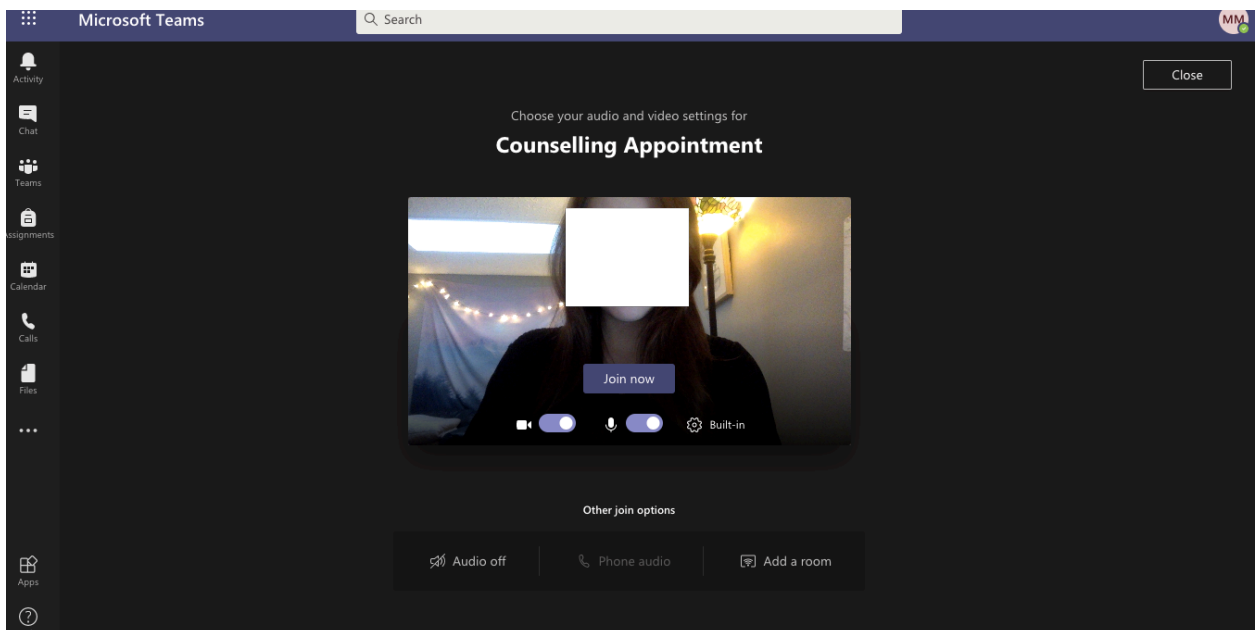 Microsoft Teams
Search
MM
Activity
Chat
Teams
Assignments
Calendar
Calls
Files
Apps
Close
Choose your audio and video settings for
Counselling Appointment
Join now
Built-in
Other join options
Audio off
Phone audio
Add a room